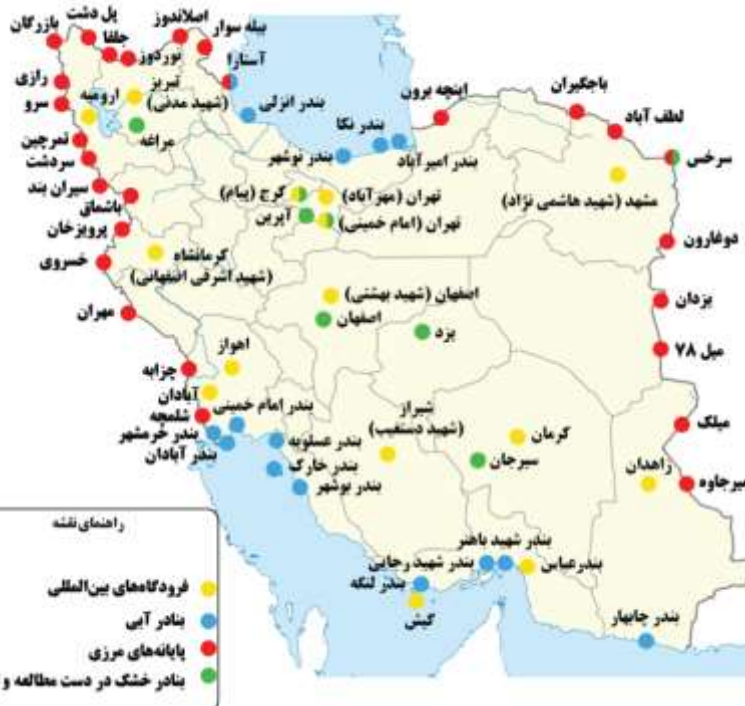 پل دشت
اصلاندوز
بیله سوار
بازرگان
جلفا
نوردوز
آستارا
رازی
تبریز
(شهید مدنی)
ارومیه
سرو
مراغه
بندر انزلی
اینچه برون
باجگیران
لطف آباد
بندر نکا
بندر امیرآباد
بندر نوشهر
سرخس
تمرچین
سردشت
سیران بند
باشماق
پرویزخان
خسروی
کرج (پیام)
تهران (مهرآباد)
آپرین
تهران (امام خمینی)
مشهد (شهید هاشمی نژاد)
دوغارون
کرمانشاه
(شهید اشرفی اصفهانی)
اصفهان (شهید بهشتی)
اصفهان
یزد
یزدان
میل ۷۸
مهران
اهواز
چزابه
آبادان
شلمچه
بندر امام خمینی
بندر خرمشهر
بندر آبادان
بندر عسلویه
بندر خارک
بندر بوشهر
شیراز
(شهید دستغیب)
کرمان
سیرجان
میلک
زاهدان
میرجاوه
بندر شهید باهنر
بندر شهید رجایی
بندرعباس
بندر لنگه
کیش
بندر چابهار
راهنمای نقشه
فرودگاه‌های بین‌المللی
بنادر آبی
پایانه‌های مرزی
بنادر خشک در دست مطالعه و